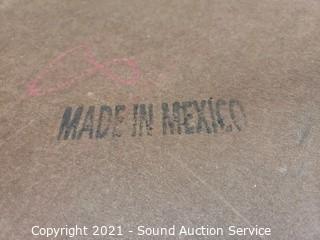 MADE IN MEXICO
Copyright 2021 - Sound Auction Service